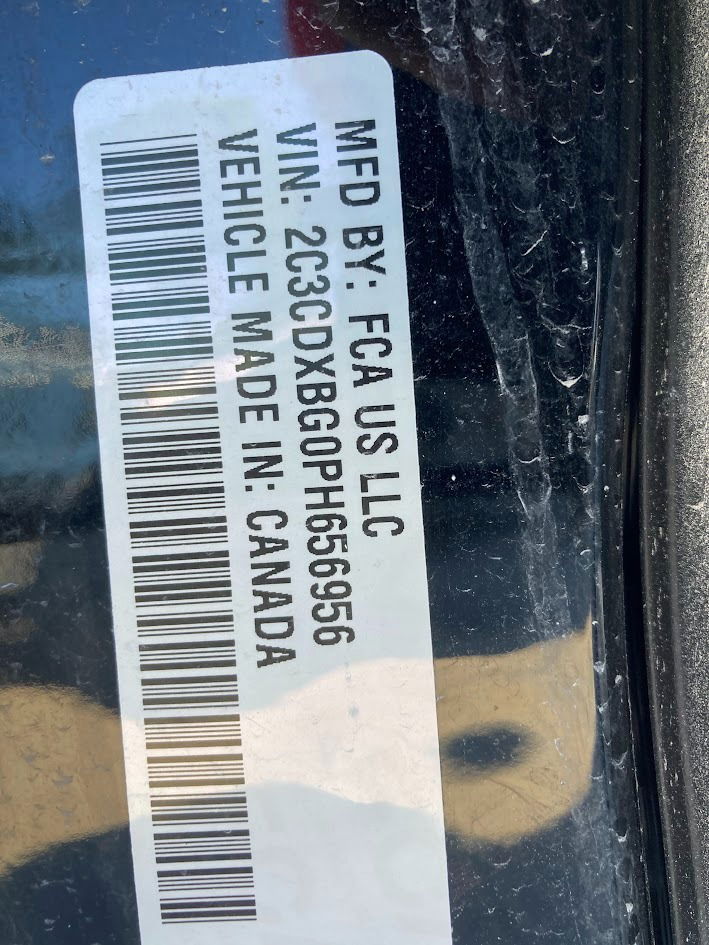 MFD BY: FCA US LLC
VIN: 2C3CDXBG0PH656956
VEHICLE MADE IN: CANADA